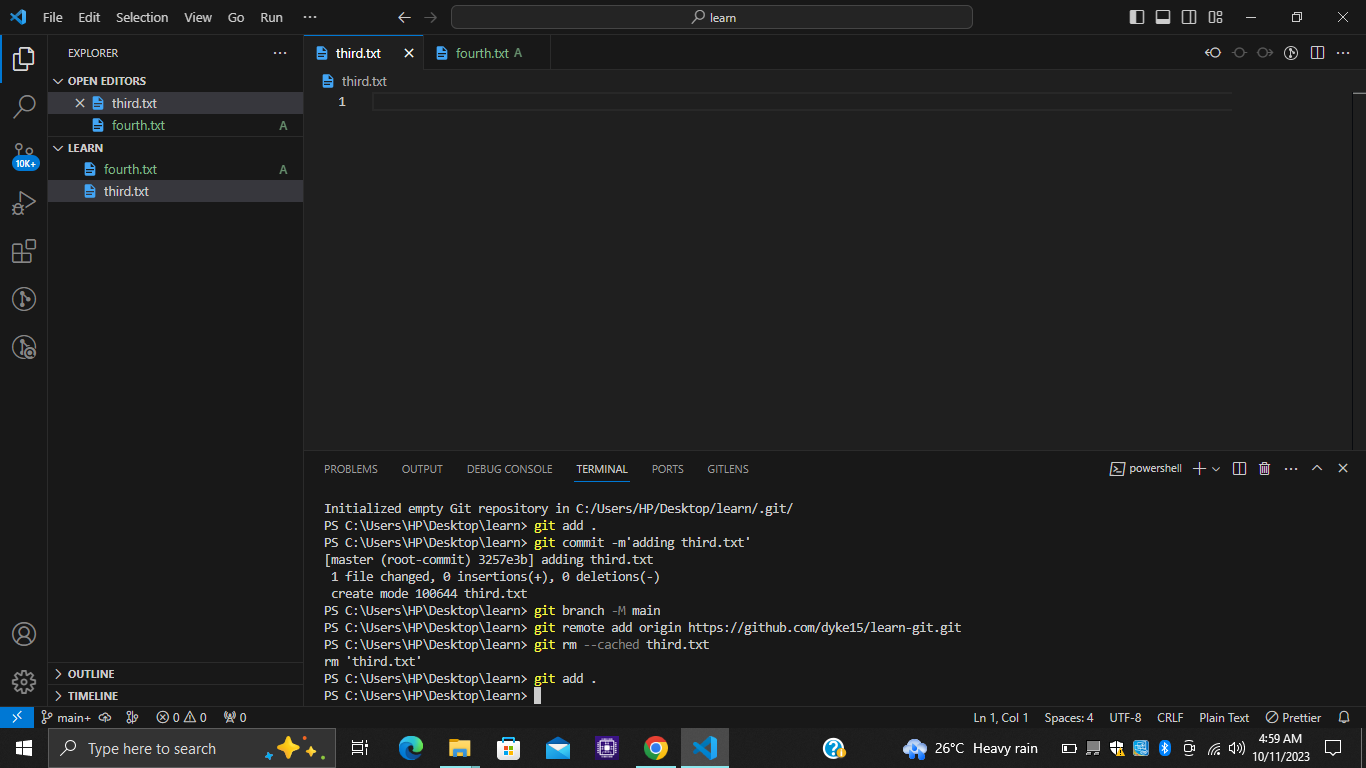 File Edit Selection View Go Run ··· learn
EXPLORER ···
OPEN EDITORS
third.txt
fourth.txt A
LEARN
fourth.txt A
third.txt
10K+
OUTLINE
TIMELINE
third.txt fourth.txt A
third.txt
1
PROBLEMS OUTPUT DEBUG CONSOLE TERMINAL PORTS GITLENS powershell
Initialized empty Git repository in C:/Users/HP/Desktop/learn/.git/
PS C:\Users\HP\Desktop\learn> git add .
PS C:\Users\HP\Desktop\learn> git commit -m'adding third.txt'
[master (root-commit) 3257e3b] adding third.txt
 1 file changed, 0 insertions(+), 0 deletions(-)
 create mode 100644 third.txt
PS C:\Users\HP\Desktop\learn> git branch -M main
PS C:\Users\HP\Desktop\learn> git remote add origin https://github.com/dyke15/learn-git.git
PS C:\Users\HP\Desktop\learn> git rm --cached third.txt
rm 'third.txt'
PS C:\Users\HP\Desktop\learn> git add .
PS C:\Users\HP\Desktop\learn>
main+ 0 0 0 Ln 1, Col 1 Spaces: 4 UTF-8 CRLF Plain Text Prettier
Type here to search 26°C Heavy rain 4:59 AM
10/11/2023